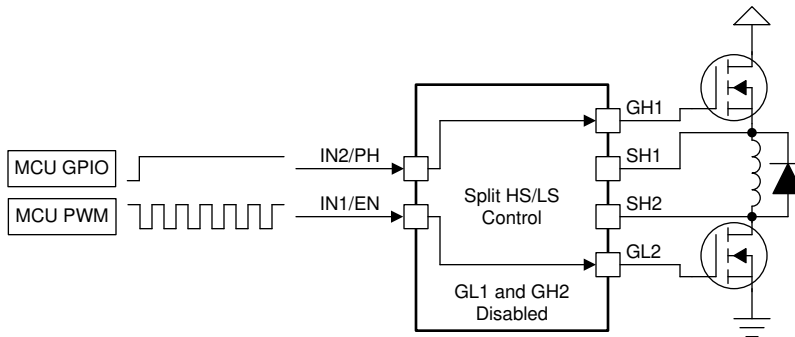 GH1
IN2/PH
MCU GPIO
SH1
Split HS/LS
Control
MCU PWM
IN1/EN
SH2
GL2
GL1 and GH2
Disabled